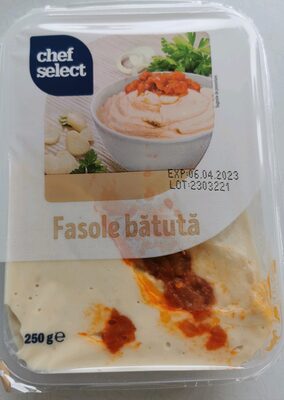 chef
select
EXP:06.04.2023
LOT:2303221
Fasole bătută
250 g e